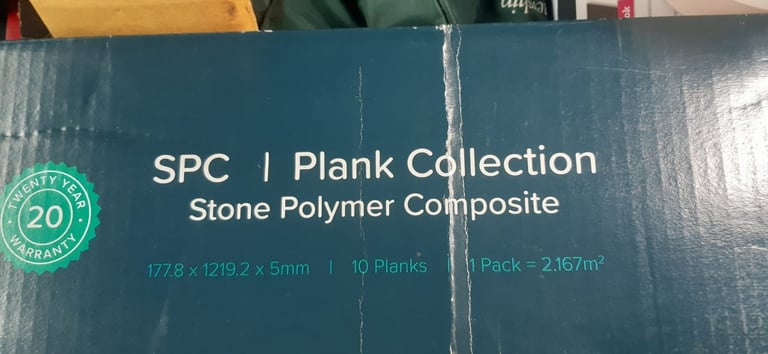 SPC | Plank Collection
Stone Polymer Composite
177.8 x 1219.2 x 5mm | 10 Planks | 1 Pack = 2.167m²
TWENTY YEAR
20
WARRANTY